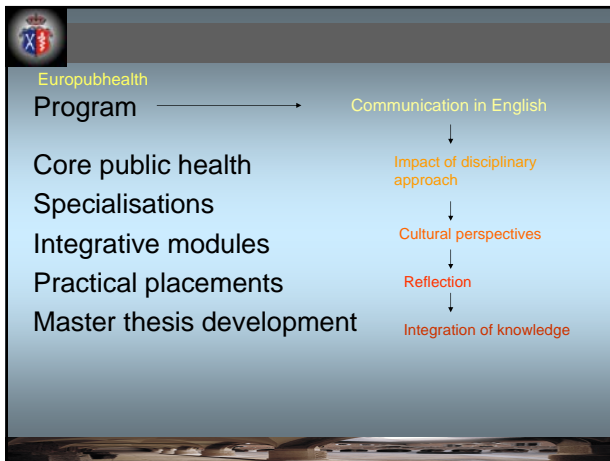 Europubhealth
Program
Core public health
Specialisations
Integrative modules
Practical placements
Master thesis development
Communication in English
Impact of disciplinary
approach
Cultural perspectives
Reflection
Integration of knowledge